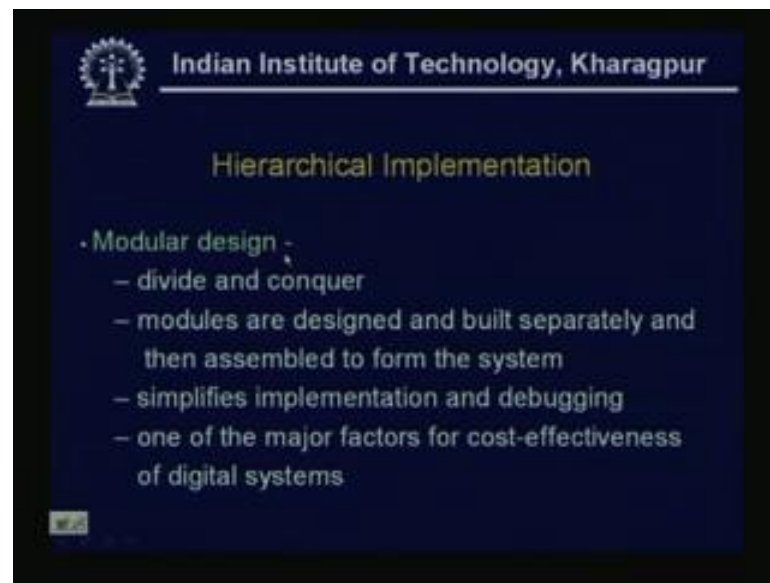 Indian Institute of Technology, Kharagpur
Hierarchical Implementation
• Modular design -
– divide and conquer
– modules are designed and built separately and
then assembled to form the system
– simplifies implementation and debugging
– one of the major factors for cost-effectiveness
of digital systems